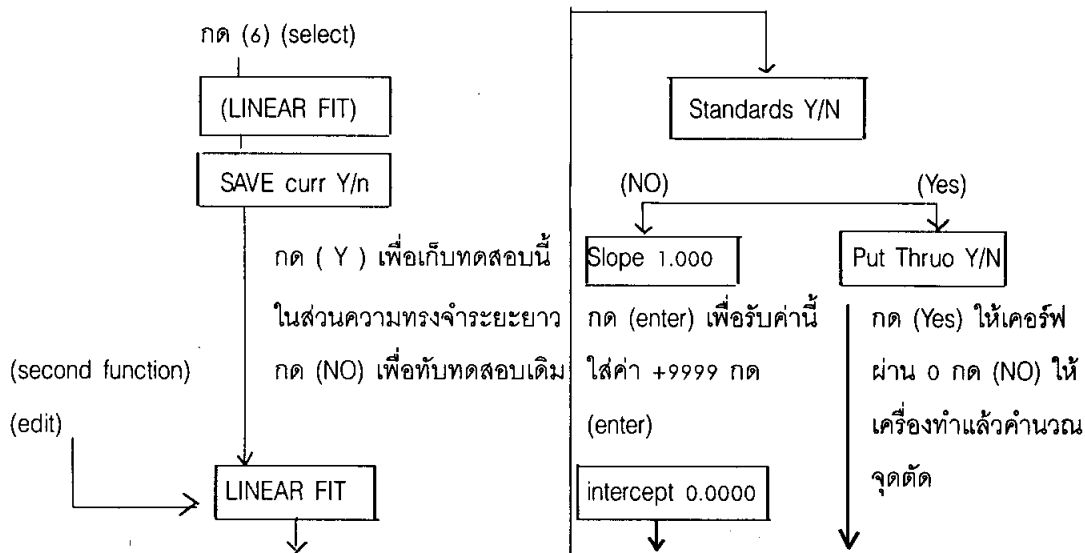 กด (6) (select)
(LINEAR FIT)
SAVE curr Y/n
กด ( Y ) เพื่อเก็บทดสอบนี้
ในส่วนความทรงจำระยะยาว
กด (NO) เพื่อทับทดสอบเดิม
(second function)
(edit)
LINEAR FIT
Standards Y/N
(NO)
(Yes)
Slope 1.000
กด (enter) เพื่อรับค่านี้
ใส่ค่า +9999 กด
(enter)
intercept 0.0000
Put Thruo Y/N
กด (Yes) ให้เคอร์ฟ
ผ่าน 0 กด (NO) ให้
เครื่องทำแล้วคำนวณ
จุดตัด